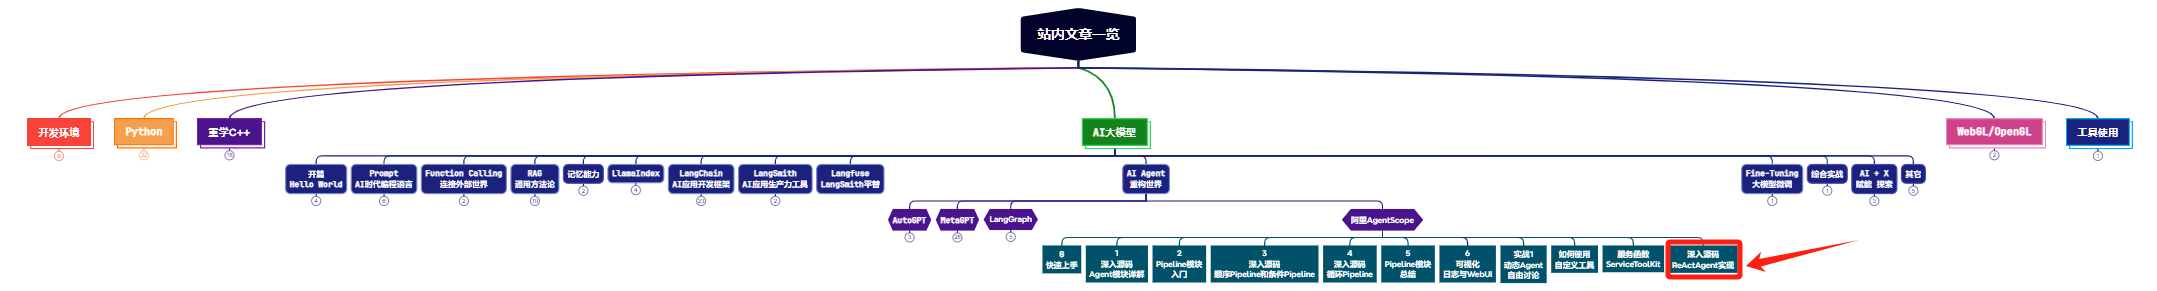 站内文章一览
开发环境
Python
重学C++
AI大模型
WebGL/OpenGL
工具使用
9
22
18
2
1
开篇
Hello World
Prompt
AI时代编程语言
Function Calling
连接外部世界
RAG
通用方法论
记忆能力
LlamaIndex
LangChain
AI应用开发框架
LangSmith
AI应用生产力工具
Langfuse
LangSmith平替
AI Agent
重构世界
Fine-Tuning
大模型微调
综合实战
AI + X
赋能 探索
其它
4
6
2
10
2
4
23
2
1
1
3
5
AutoGPT
MetaGPT
LangGraph
阿里AgentScope
3
28
5
0
快速上手
1
深入源码
Agent模块详解
2
Pipeline模块
入门
3
深入源码
顺序Pipeline和条件Pipeline
4
深入源码
循环Pipeline
5
Pipeline模块
总结
6
可视化
日志与WebUI
实战1
动态Agent
自由讨论
如何使用
自定义工具
服务函数
ServiceToolKit
深入源码
ReActAgent实现